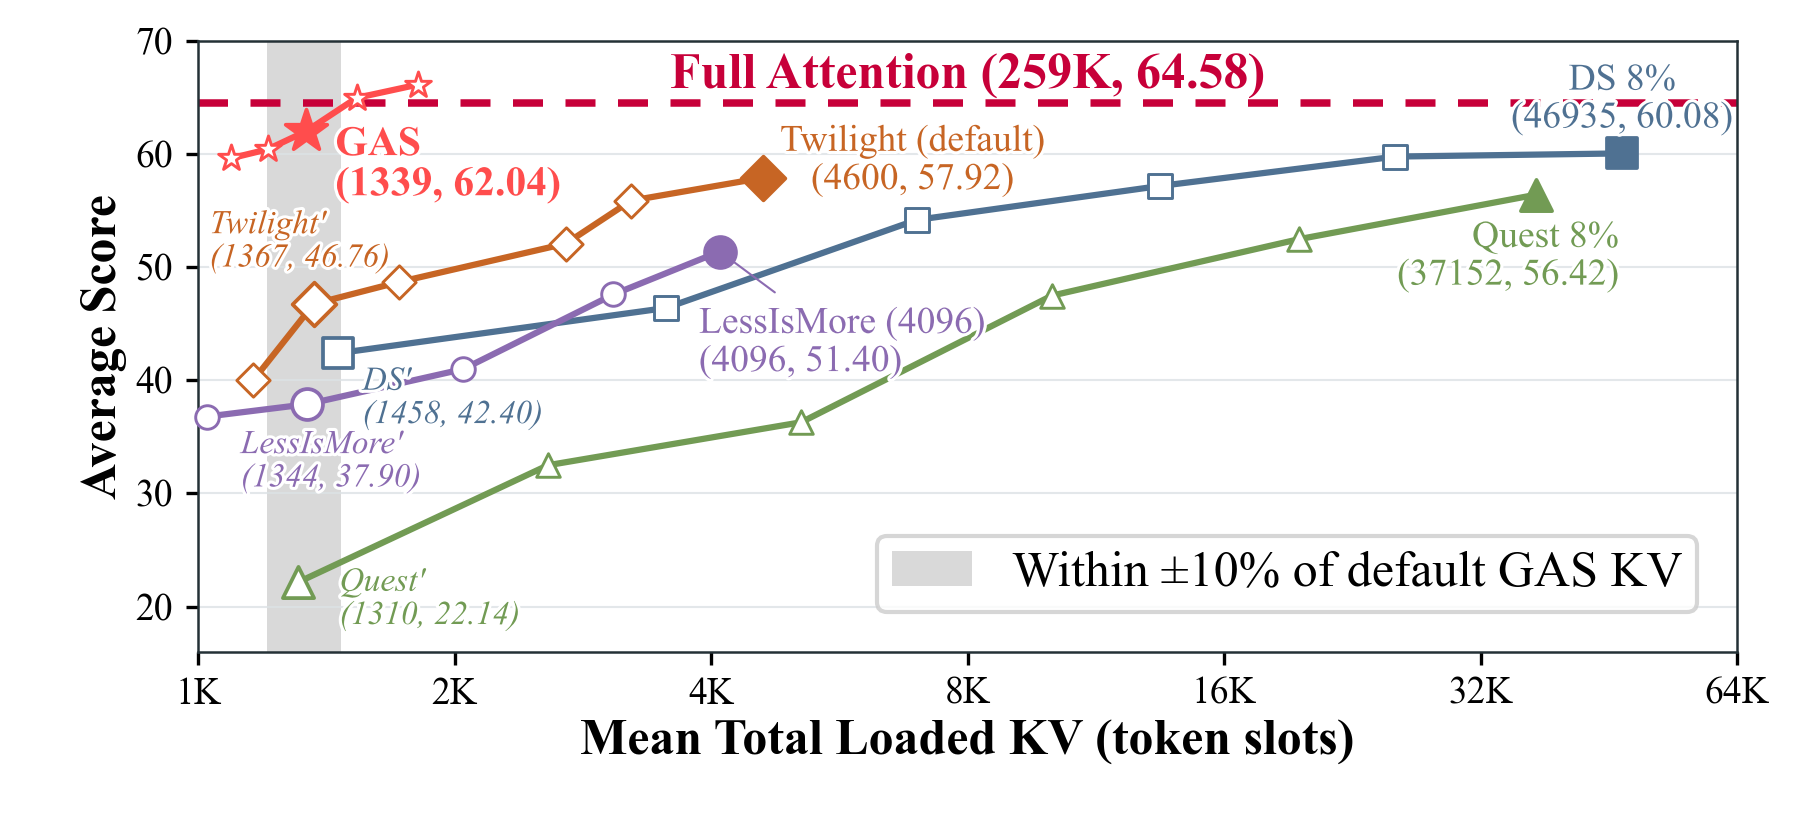 70
60
50
40
30
20
Average Score
Full Attention (259K, 64.58)
DS 8%
(46935, 60.08)
GAS
(1339, 62.04)
Twilight (default)
(4600, 57.92)
Twilight'
(1367, 46.76)
Quest 8%
(37152, 56.42)
LessIsMore (4096)
(4096, 51.40)
DS'
(1458, 42.40)
LessIsMore'
(1344, 37.90)
Quest'
(1310, 22.14)
Within ±10% of default GAS KV
1K 2K 4K 8K 16K 32K 64K
Mean Total Loaded KV (token slots)